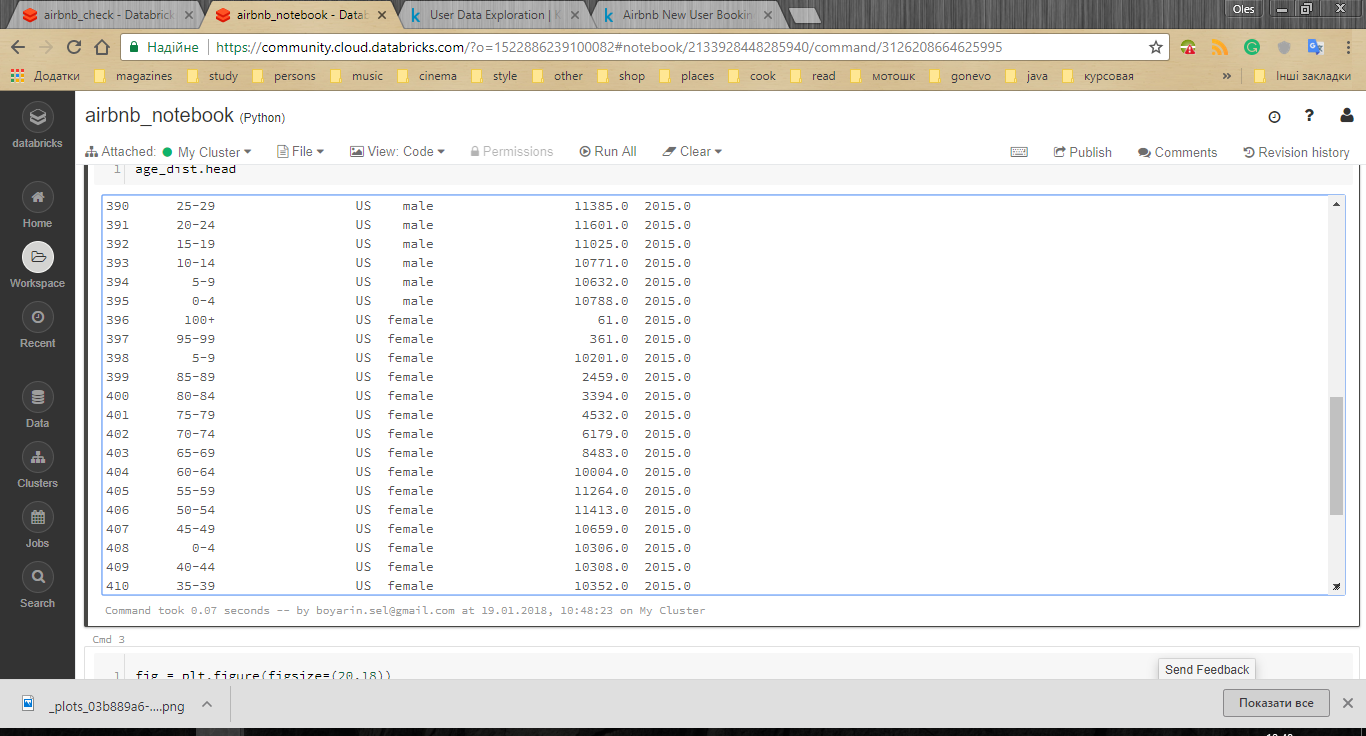 airbnb_check - Databrick
airbnb_notebook - Datab
User Data Exploration | K
Airbnb New User Bookin
Oles
Надійне
https://community.cloud.databricks.com/?o=1522886239100082#notebook/2133928448285940/command/3126208664625995
Додатки magazines study persons music cinema style other shop places cook read мотошк gonevo java курсовая » Інші закладки
databricks
Home
Workspace
Recent
Data
Clusters
Jobs
Search
airbnb_notebook (Python)
Attached: My Cluster File View: Code Permissions Run All Clear Publish Comments Revision history
1 age_dist.head
390 25-29 US male 11385.0 2015.0
391 20-24 US male 11601.0 2015.0
392 15-19 US male 11025.0 2015.0
393 10-14 US male 10771.0 2015.0
394 5-9 US male 10632.0 2015.0
395 0-4 US male 10788.0 2015.0
396 100+ US female 61.0 2015.0
397 95-99 US female 361.0 2015.0
398 5-9 US female 10201.0 2015.0
399 85-89 US female 2459.0 2015.0
400 80-84 US female 3394.0 2015.0
401 75-79 US female 4532.0 2015.0
402 70-74 US female 6179.0 2015.0
403 65-69 US female 8483.0 2015.0
404 60-64 US female 10004.0 2015.0
405 55-59 US female 11264.0 2015.0
406 50-54 US female 11413.0 2015.0
407 45-49 US female 10659.0 2015.0
408 0-4 US female 10306.0 2015.0
409 40-44 US female 10308.0 2015.0
410 35-39 US female 10352.0 2015.0
Command took 0.07 seconds -- by boyarin.sel@gmail.com at 19.01.2018, 10:48:23 on My Cluster
Cmd 3
1 fig = plt.figure(figsize=(20,18))
Send Feedback
_plots_03b889a6-....png
Показати все